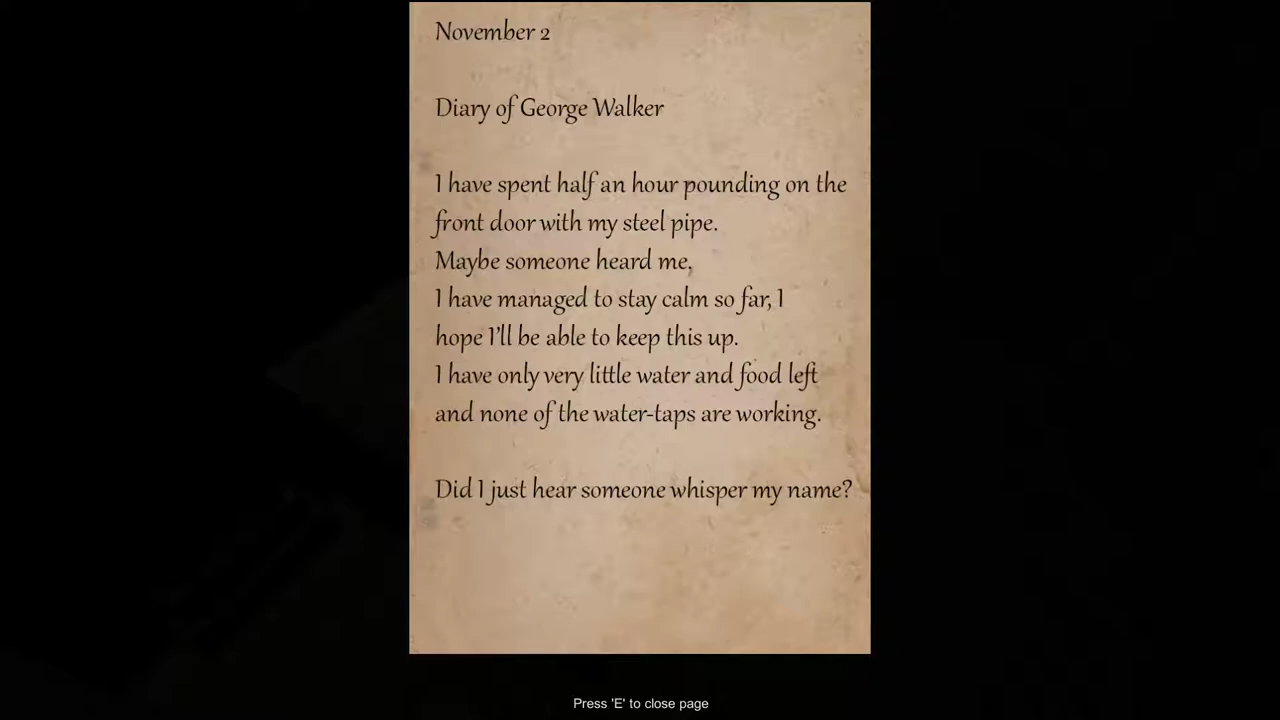 November 2
Diary of George Walker
I have spent half an hour pounding on the
front door with my steel pipe.
Maybe someone heard me.
I have managed to stay calm so far, I
hope I'll be able to keep this up.
I have only very little water and food left
and none of the water-taps are working.
Did I just hear someone whisper my name?
Press 'E' to close page